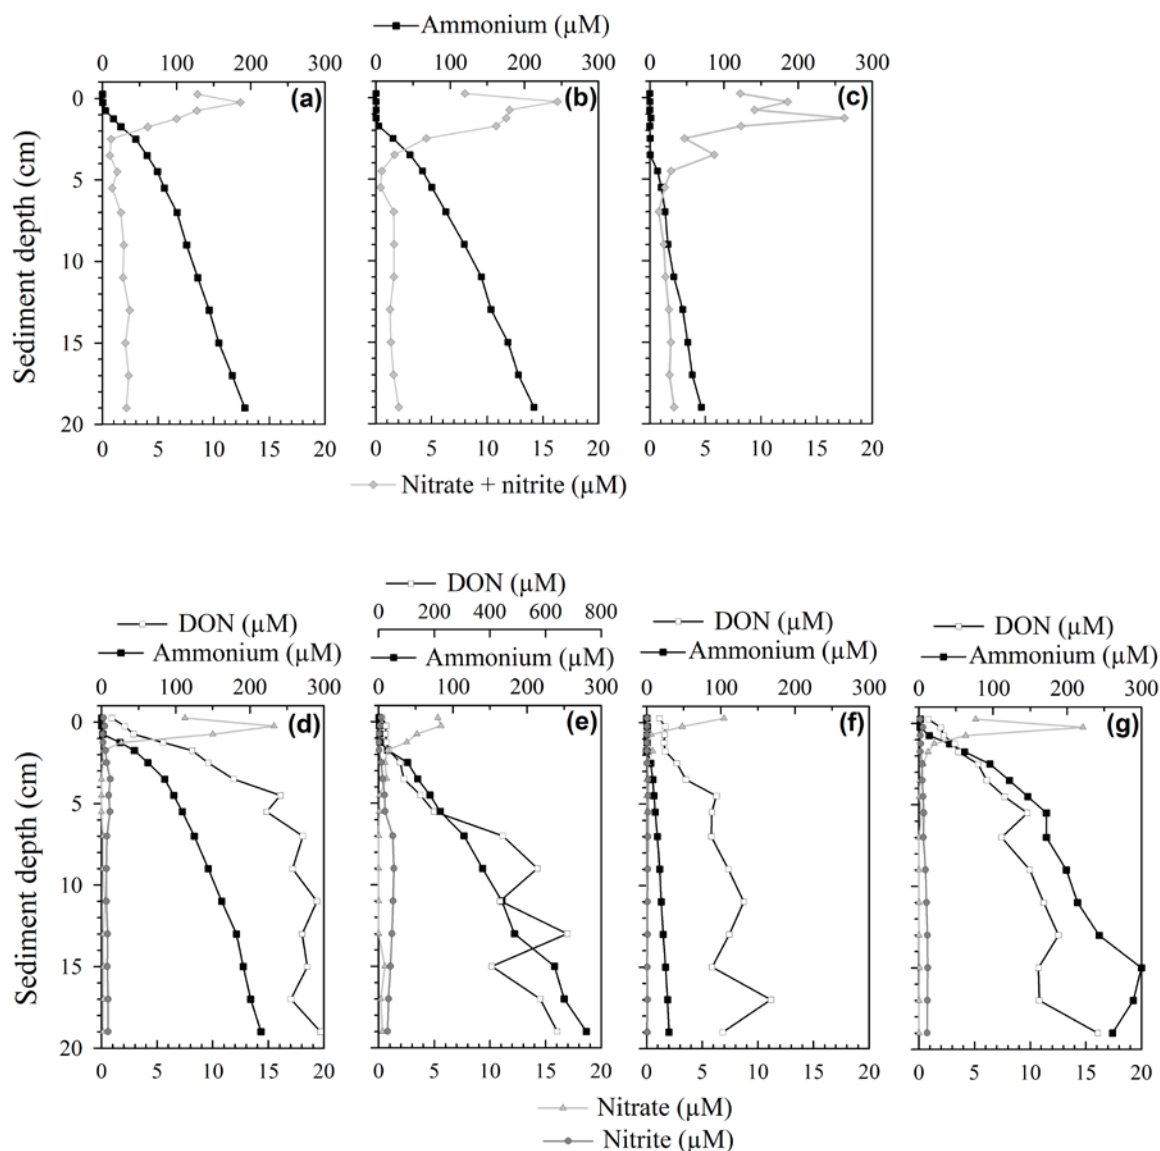 Ammonium (µM)
0 100 200 300 0 100 200 300 0 100 200 300
(a) (b) (c)
Sediment depth (cm)
0
5
10
15
20
0 5 10 15 20 0 5 10 15 20 0 5 10 15 20
Nitrate + nitrite (µM)
DON (µM)
0 200 400 600 800
DON (µM) DON (µM) DON (µM)
Ammonium (µM) Ammonium (µM) Ammonium (µM) Ammonium (µM)
0 100 200 300 0 100 200 300 0 100 200 300 0 100 200 300
(d) (e) (f) (g)
Sediment depth (cm)
0
5
10
15
20
0 5 10 15 20 0 5 10 15 20 0 5 10 15 20 0 5 10 15 20
Nitrate (µM)
Nitrite (µM)